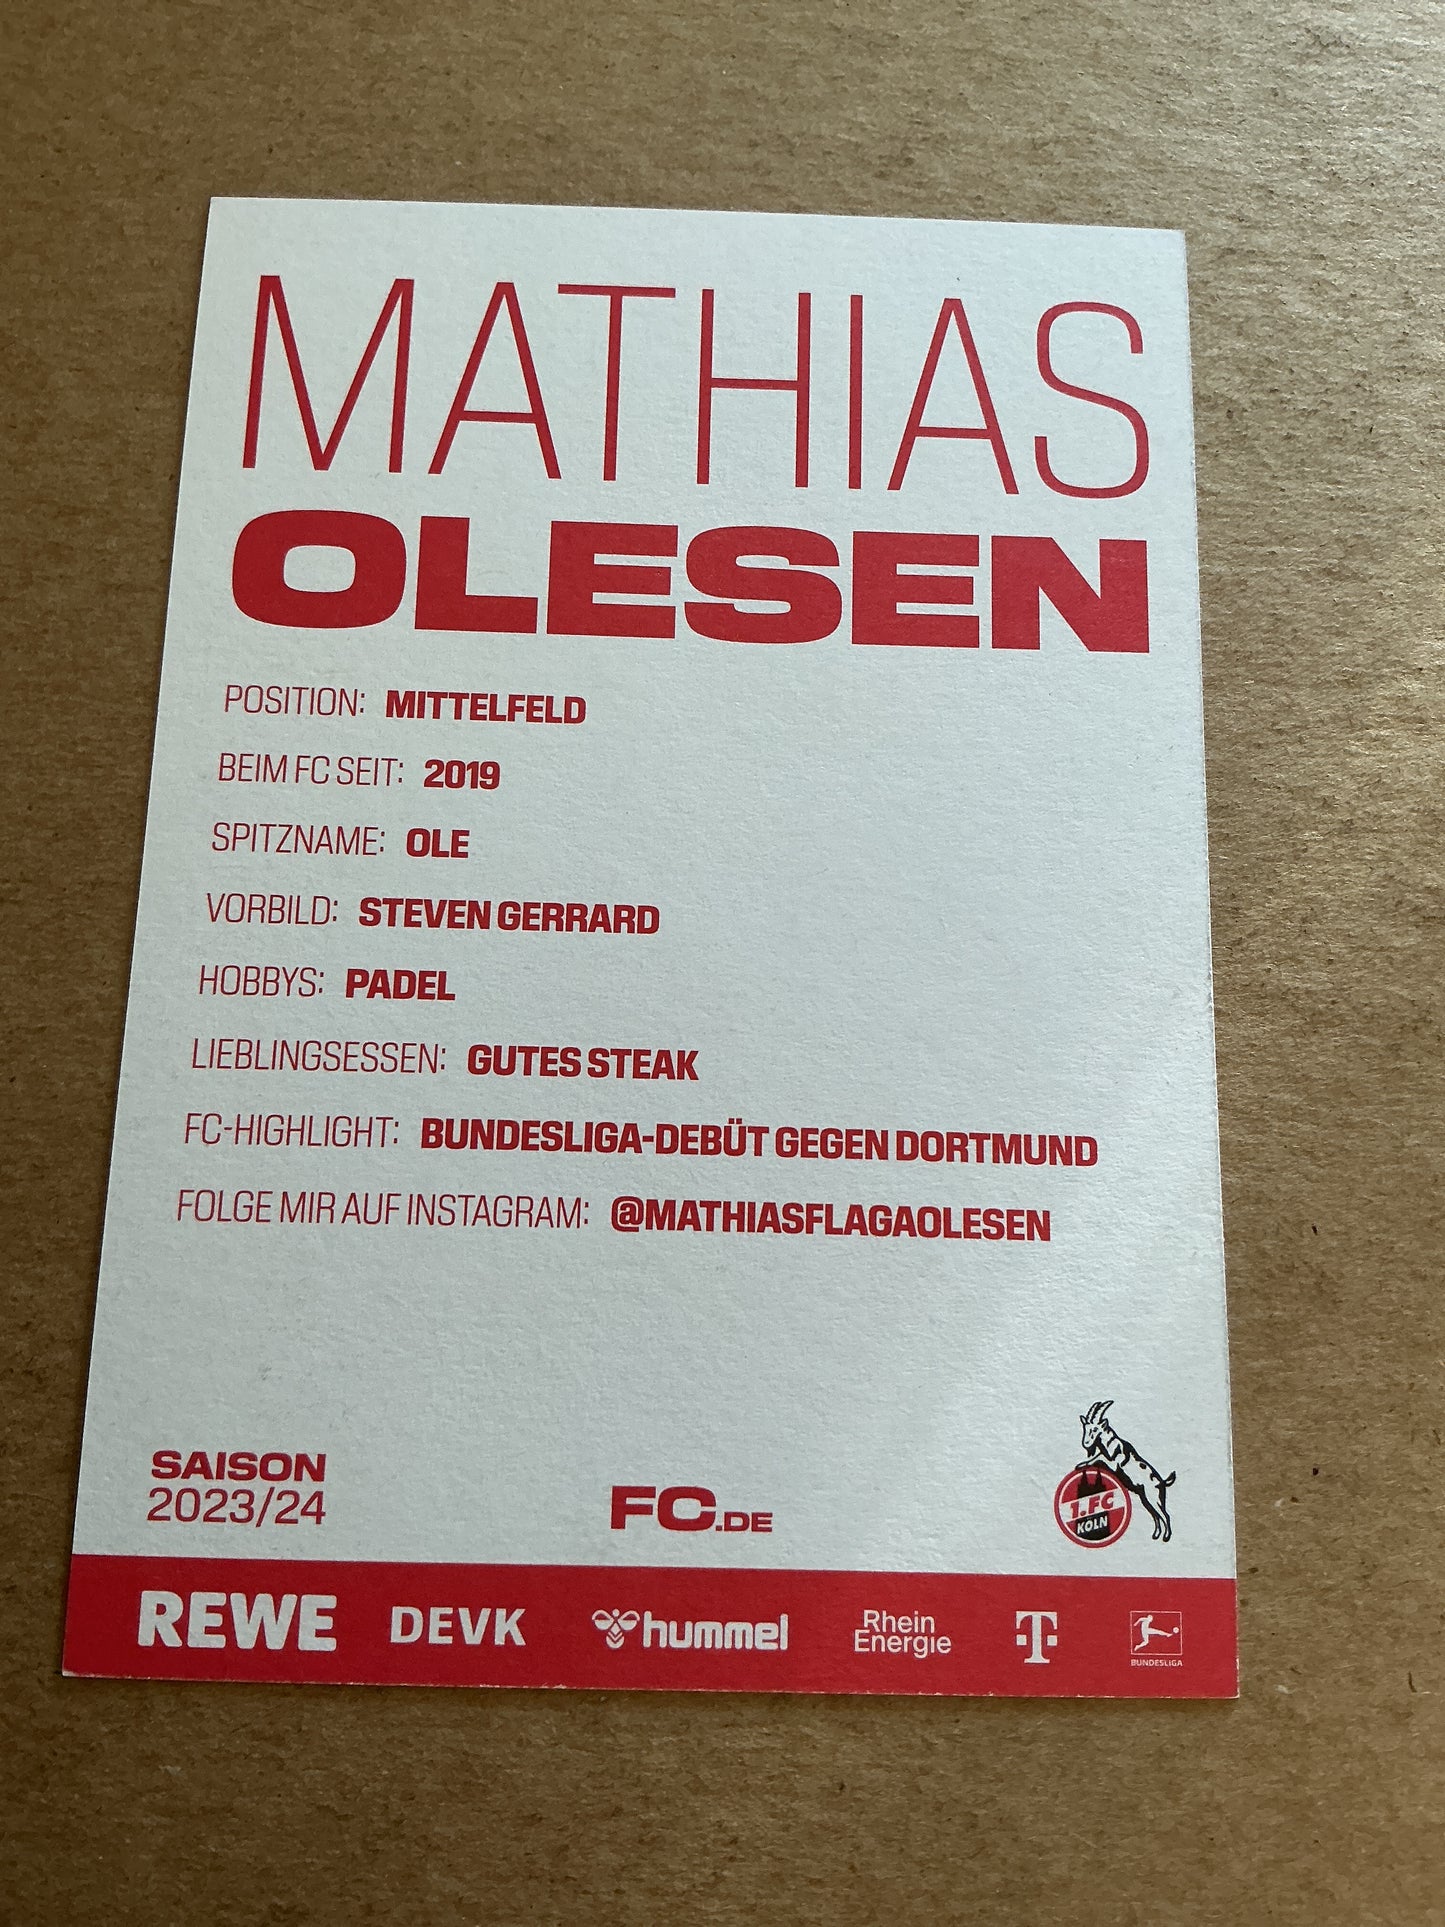 MATHIAS
OLESEN
POSITION: MITTELFELD
BEIM FC SEIT: 2019
SPITZNAME: OLE
VORBILD: STEVEN GERRARD
HOBBYS: PADEL
LIEBLINGSESSEN: GUTES STEAK
FC-HIGHLIGHT: BUNDESLIGA-DEBÜT GEGEN DORTMUND
FOLGE MIR AUF INSTAGRAM: @MATHIASFLAGAOLESEN
SAISON
2023/24
FC.DE
1.FC
KÖLN
REWE DEVK hummel Rhein Energie T BUNDESLIGA